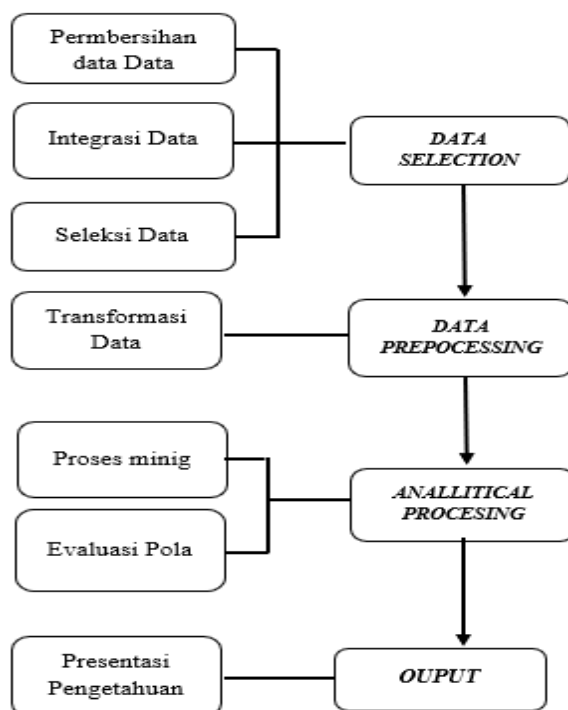 Permbersihan
data Data
Integrasi Data
DATA
SELECTION
Seleksi Data
Transformasi
Data
DATA
PREPOCESSING
Proses minig
Evaluasi Pola
ANALLITICAL
PROCESING
Presentasi
Pengetahuan
OUPUT